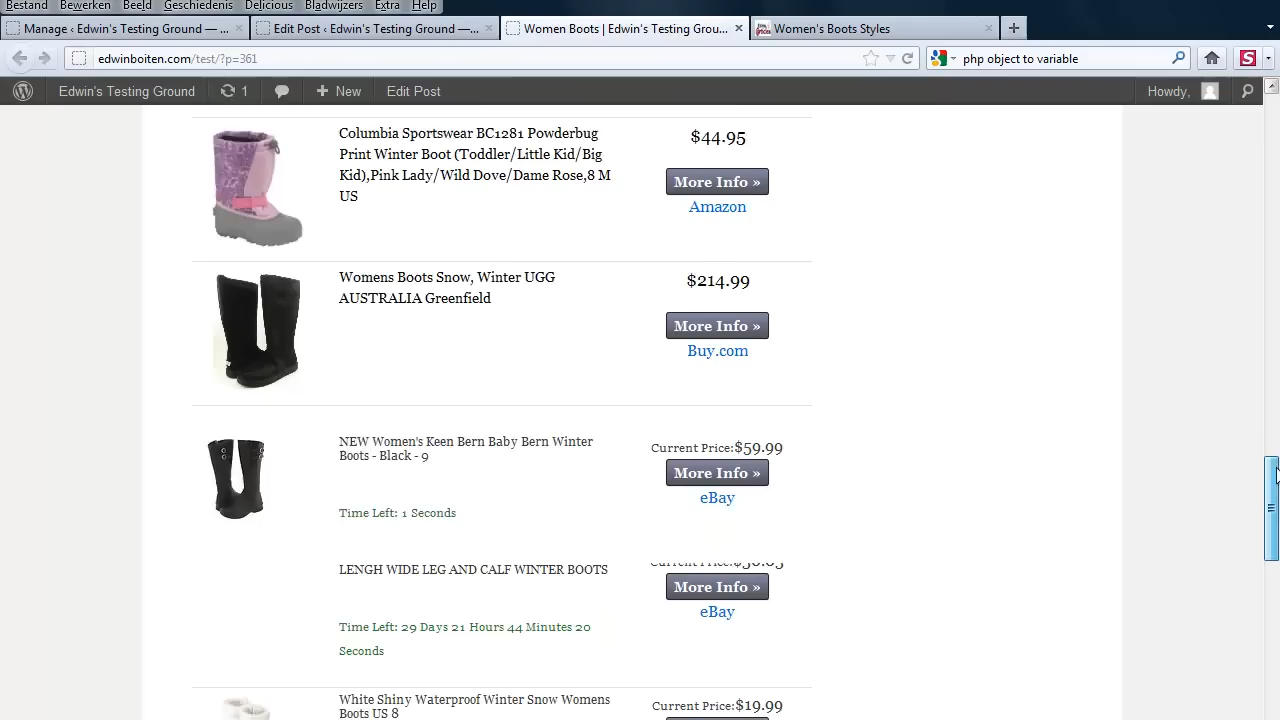 Bestand Bewerken Beeld Geschiedenis Delicious Bladwijzers Extra Help
Manage ‹ Edwin's Testing Ground — ...
Edit Post ‹ Edwin's Testing Ground —...
Women Boots | Edwin's Testing Grou...
Women's Boots Styles
edwinboiten.com/test/?p=361
php object to variable
Edwin's Testing Ground 1 New Edit Post Howdy,
Columbia Sportswear BC1281 Powderbug
Print Winter Boot (Toddler/Little Kid/Big
Kid),Pink Lady/Wild Dove/Dame Rose,8 M
US
$44.95
More Info »
Amazon
Womens Boots Snow, Winter UGG
AUSTRALIA Greenfield
$214.99
More Info »
Buy.com
NEW Women's Keen Bern Baby Bern Winter
Boots - Black - 9
Time Left: 1 Seconds
Current Price:$59.99
More Info »
eBay
LENGH WIDE LEG AND CALF WINTER BOOTS
Time Left: 29 Days 21 Hours 44 Minutes 20
Seconds
Current Price:
More Info »
eBay
White Shiny Waterproof Winter Snow Womens
Boots US 8
Current Price:$19.99